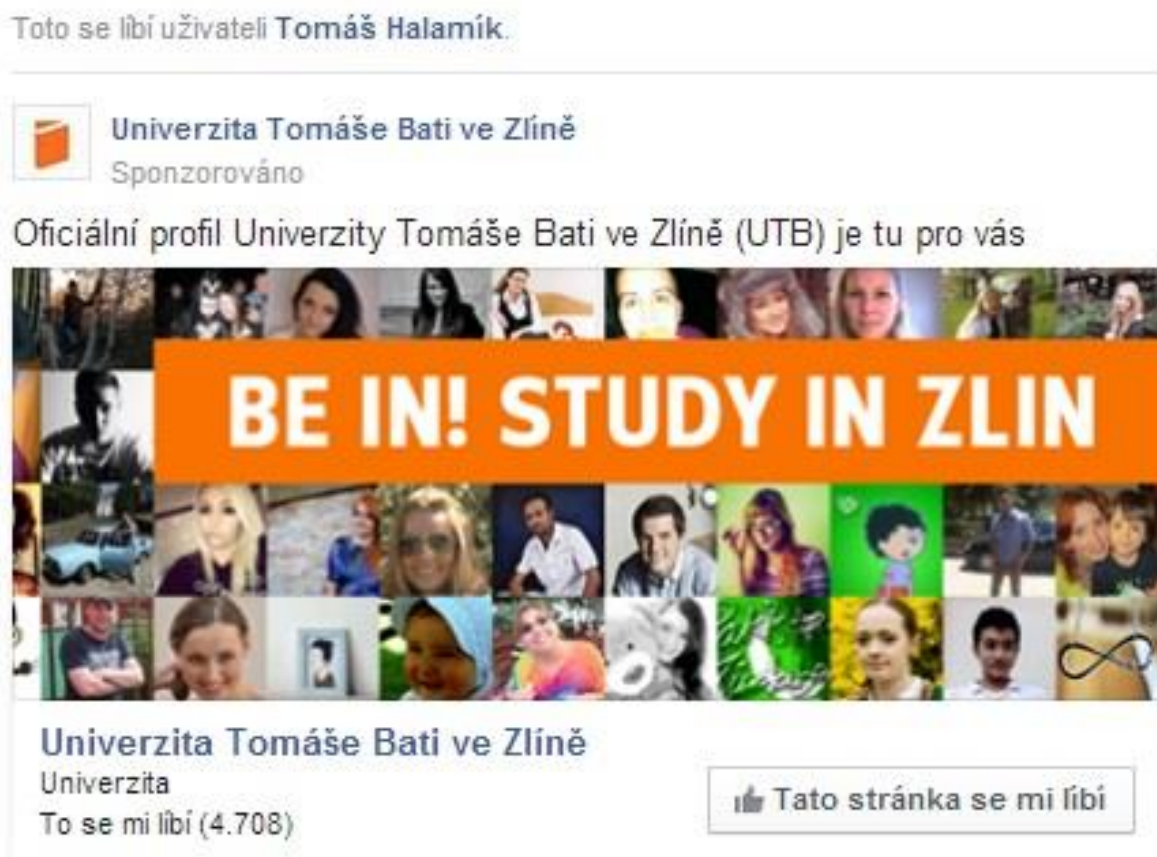 Toto se líbí uživateli Tomáš Halamík.
Univerzita Tomáše Bati ve Zlíně
Sponzorováno
Oficiální profil Univerzity Tomáše Bati ve Zlíně (UTB) je tu pro vás
BE IN! STUDY IN ZLIN
Univerzita Tomáše Bati ve Zlíně
Univerzita
To se mi líbí (4.708)
Tato stránka se mi líbí